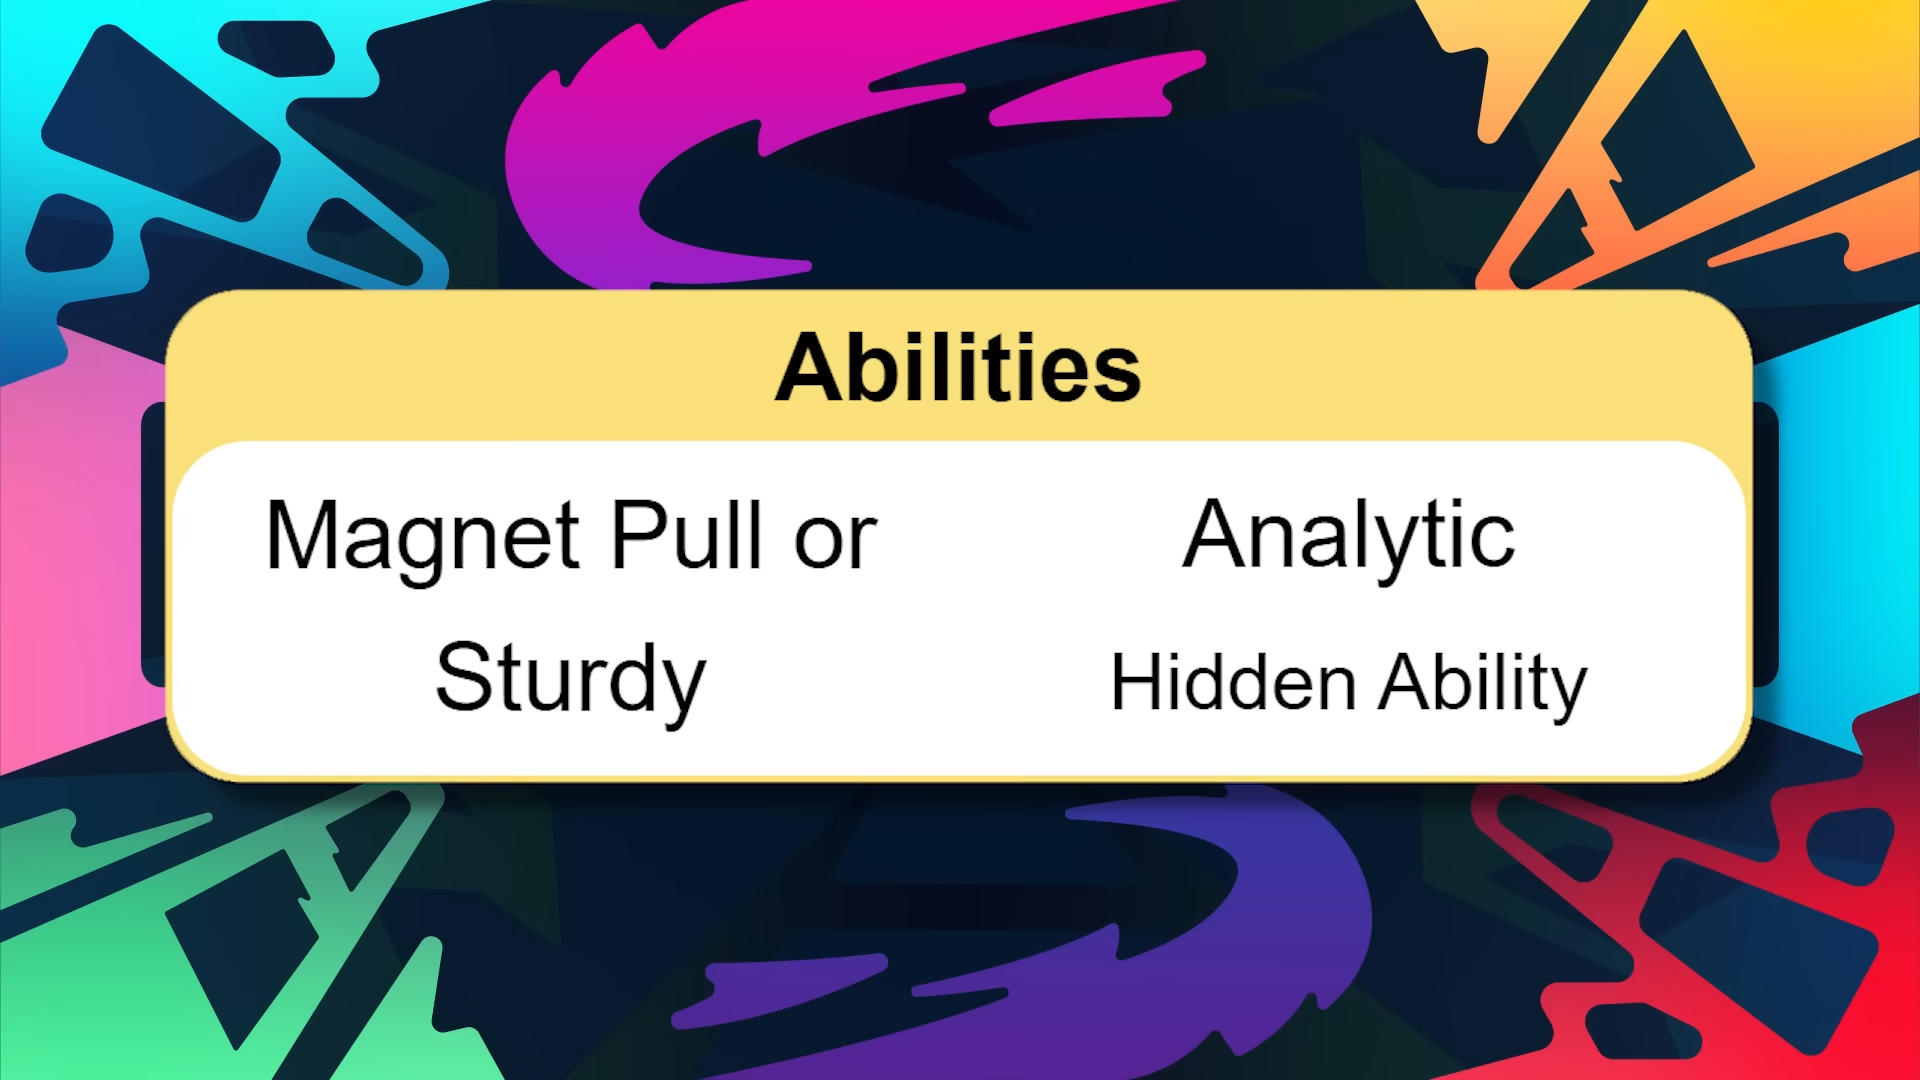 Abilities
Magnet Pull or
Sturdy
Analytic
Hidden Ability